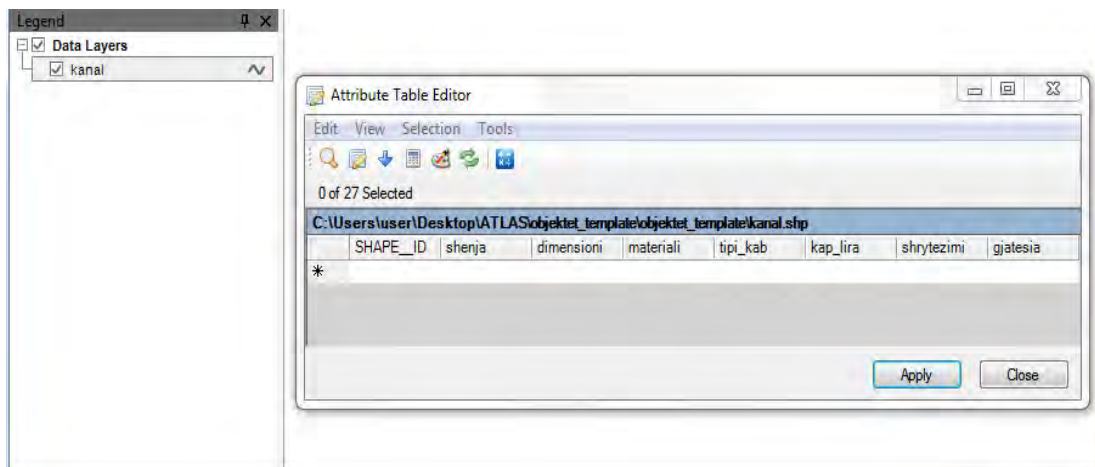 Legend
Data Layers
kanal
Attribute Table Editor
Edit View Selection Tools
0 of 27 Selected
C:\Users\user\Desktop\ATLAS\objektet_template\objektet_template\kanal.shp
SHAPE__ID shenja dimensioni materiali tipi_kab kap_lira shrytezimi gjatesia
Apply Close